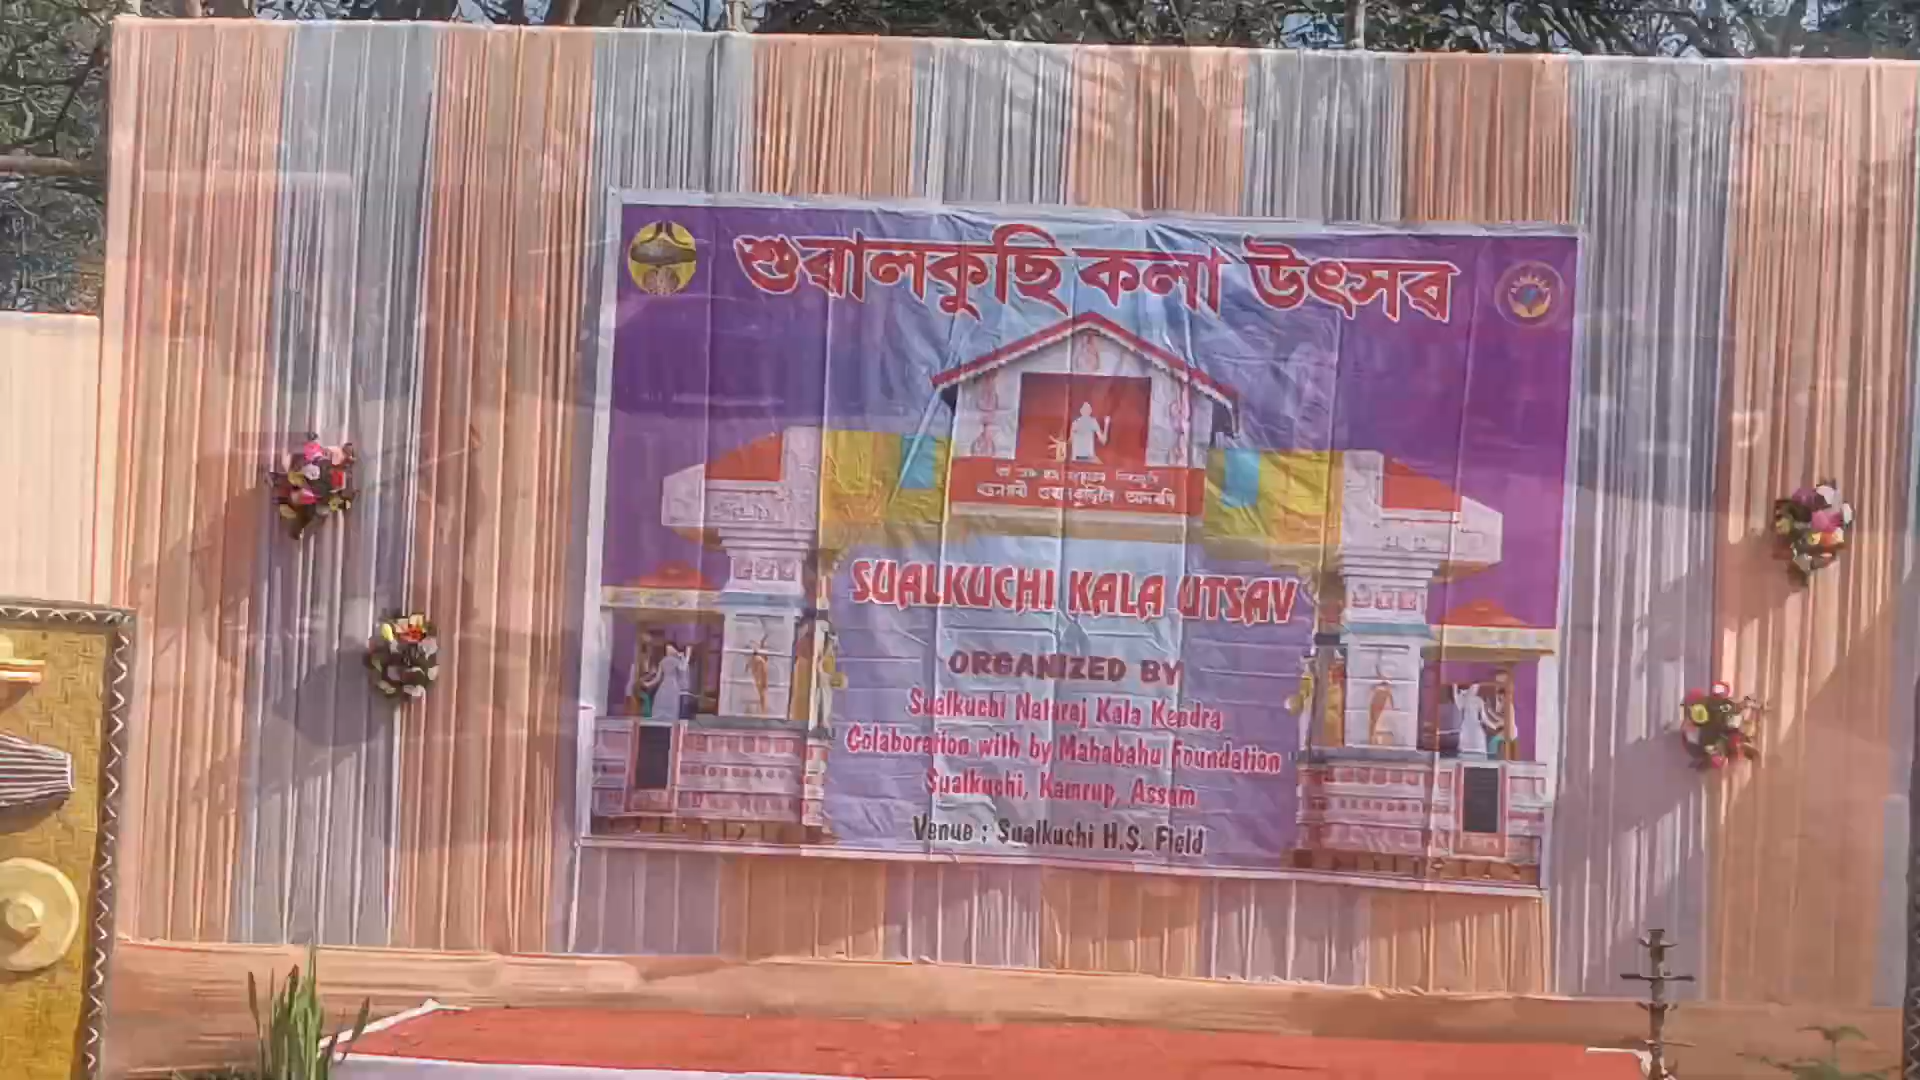 শুৱালকুছি কলা উৎসৱ
SUALKUCHI KALA UTSAV
ORGANIZED BY
Sualkuchi Nataraj Kala Kendra
Colaboration with by Mahabahu Foundation
Sualkuchi, Kamrup, Assam
Venue : Sualkuchi H.S. Field